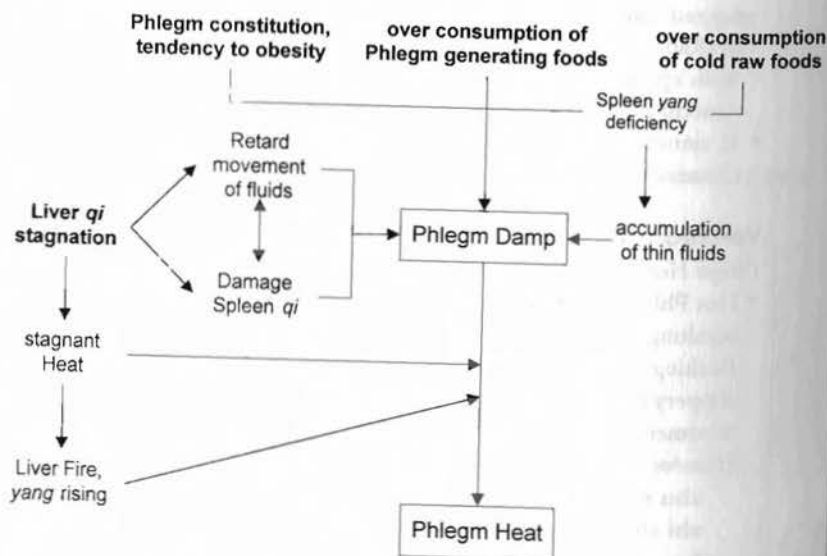 Phlegm constitution,
tendency to obesity
over consumption of
Phlegm generating foods
over consumption
of cold raw foods
Spleen yang
deficiency
Retard
movement
of fluids
Liver qi
stagnation
Phlegm Damp
accumulation
of thin fluids
Damage
Spleen qi
stagnant
Heat
Liver Fire,
yang rising
Phlegm Heat